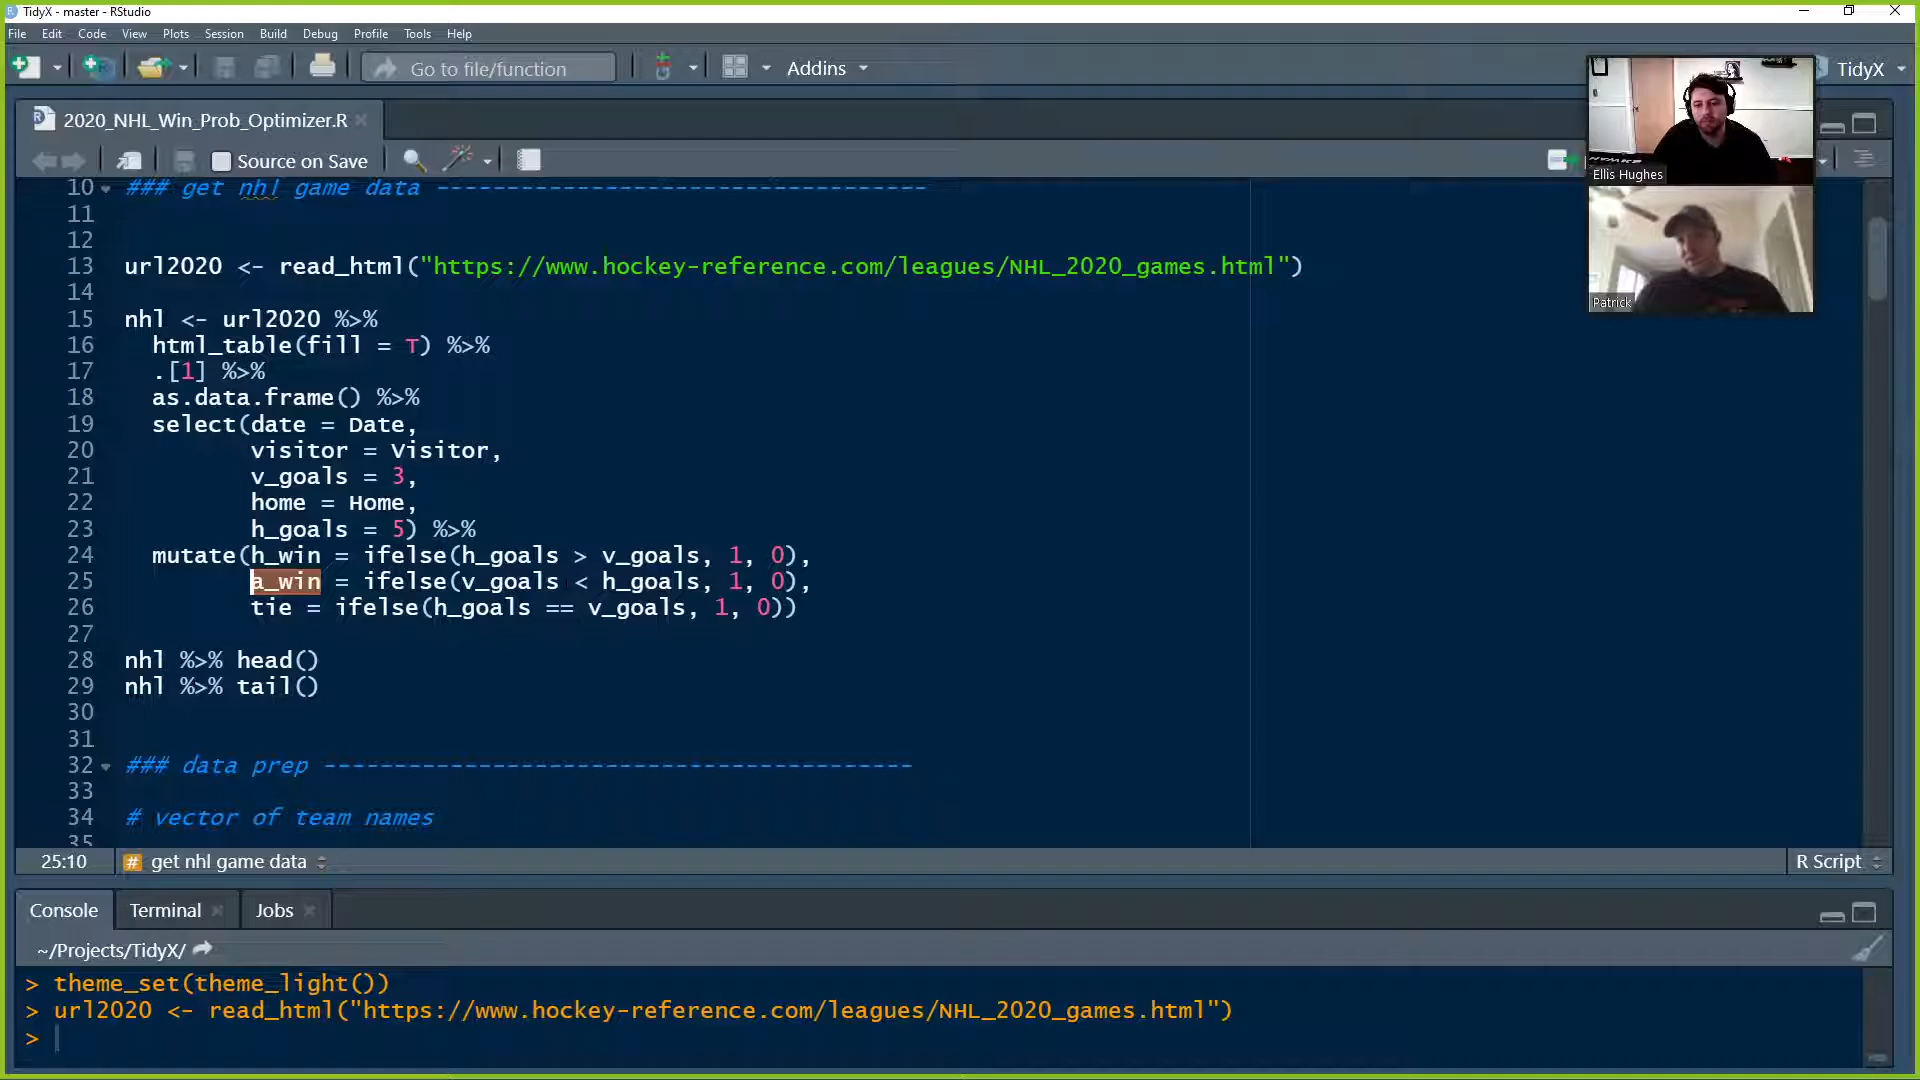 TidyX - master - RStudio
File Edit Code View Plots Session Build Debug Profile Tools Help
Go to file/function
Addins
TidyX
2020_NHL_Win_Prob_Optimizer.R
Source on Save
Ellis Hughes
Patrick
10 ### get nhl game data -----------------------------------
11
12
13 url2020 <- read_html("https://www.hockey-reference.com/leagues/NHL_2020_games.html")
14
15 nhl <- url2020 %>%
16 html_table(fill = T) %>%
17 .[1] %>%
18 as.data.frame() %>%
19 select(date = Date,
20 visitor = Visitor,
21 v_goals = 3,
22 home = Home,
23 h_goals = 5) %>%
24 mutate(h_win = ifelse(h_goals > v_goals, 1, 0),
25 a_win = ifelse(v_goals < h_goals, 1, 0),
26 tie = ifelse(h_goals == v_goals, 1, 0))
27
28 nhl %>% head()
29 nhl %>% tail()
30
31
32 ### data prep ------------------------------------------
33
34 # vector of team names
35
25:10
# get nhl game data
R Script
Console Terminal Jobs
~/Projects/TidyX/
> theme_set(theme_light())
> url2020 <- read_html("https://www.hockey-reference.com/leagues/NHL_2020_games.html")
>